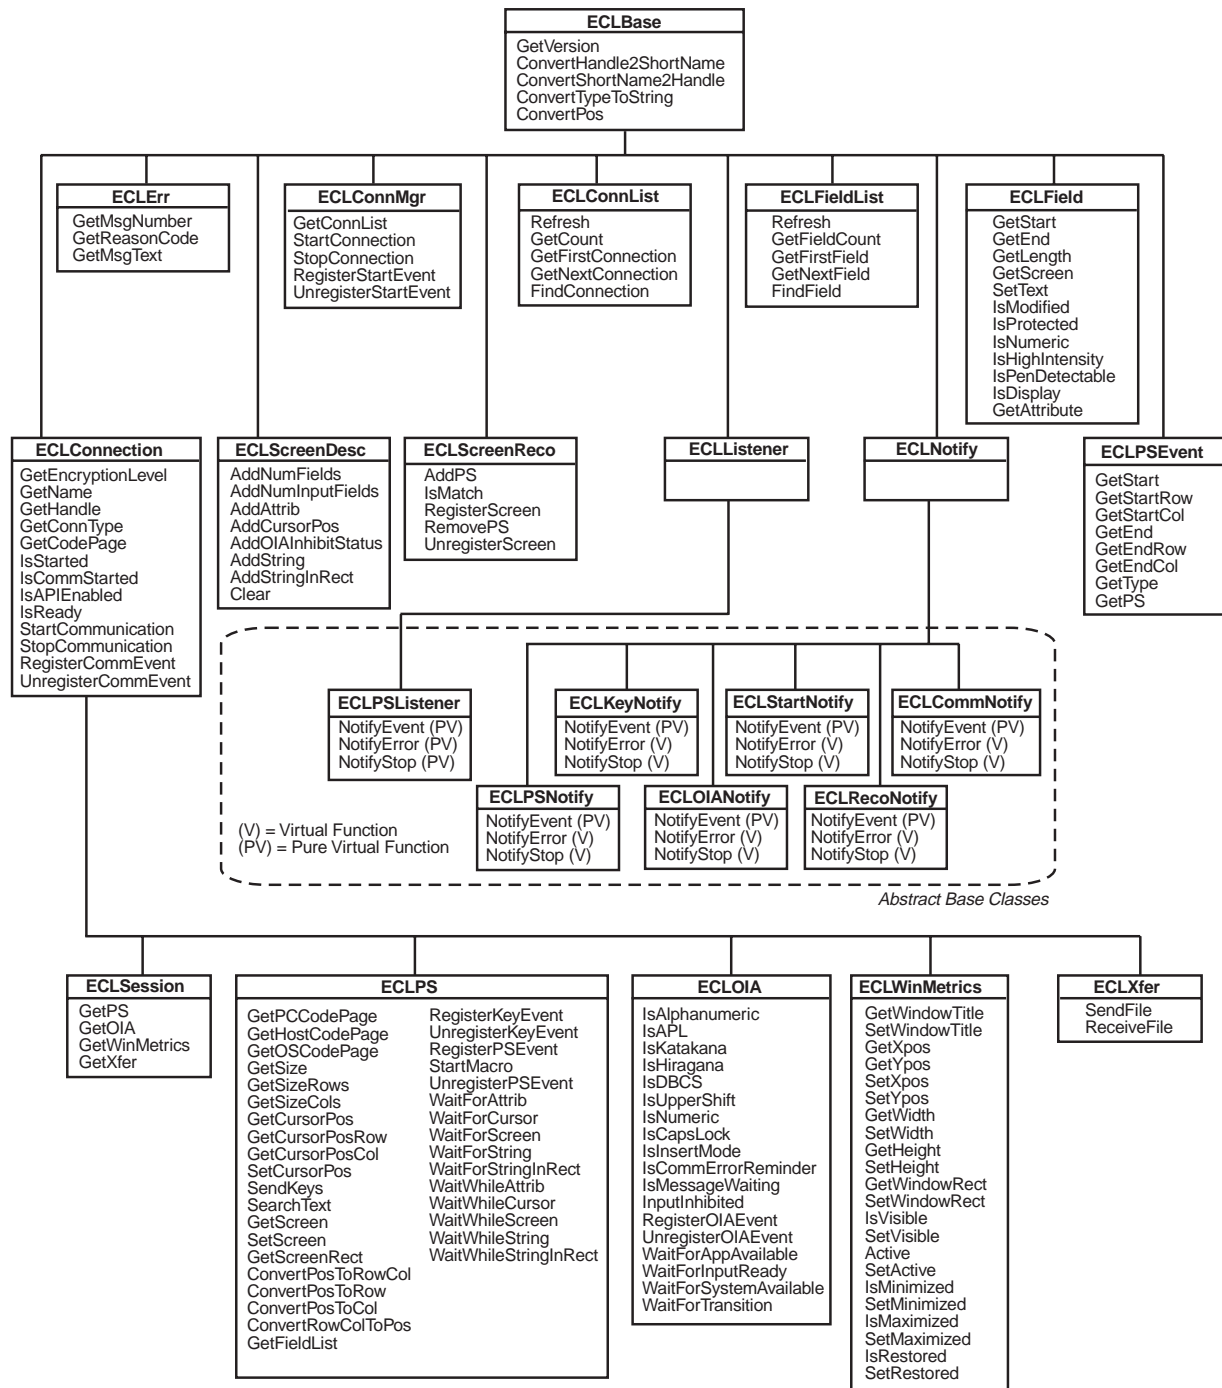 ECLBase
GetVersion
ConvertHandle2ShortName
ConvertShortName2Handle
ConvertTypeToString
ConvertPos
ECLErr
GetMsgNumber
GetReasonCode
GetMsgText
ECLConnMgr
GetConnList
StartConnection
StopConnection
RegisterStartEvent
UnregisterStartEvent
ECLConnList
Refresh
GetCount
GetFirstConnection
GetNextConnection
FindConnection
ECLFieldList
Refresh
GetFieldCount
GetFirstField
GetNextField
FindField
ECLField
GetStart
GetEnd
GetLength
GetScreen
SetText
IsModified
IsProtected
IsNumeric
IsHighIntensity
IsPenDetectable
IsDisplay
GetAttribute
ECLConnection
GetEncryptionLevel
GetName
GetHandle
GetConnType
GetCodePage
IsStarted
IsCommStarted
IsAPIEnabled
IsReady
StartCommunication
StopCommunication
RegisterCommEvent
UnregisterCommEvent
ECLScreenDesc
AddNumFields
AddNumInputFields
AddAttrib
AddCursorPos
AddOIAInhibitStatus
AddString
AddStringInRect
Clear
ECLScreenReco
AddPS
IsMatch
RegisterScreen
RemovePS
UnregisterScreen
ECLListener
ECLNotify
ECLPSEvent
GetStart
GetStartRow
GetStartCol
GetEnd
GetEndRow
GetEndCol
GetType
GetPS
ECLPSListener
NotifyEvent (PV)
NotifyError (PV)
NotifyStop (PV)
ECLKeyNotify
NotifyEvent (PV)
NotifyError (V)
NotifyStop (V)
ECLStartNotify
NotifyEvent (PV)
NotifyError (V)
NotifyStop (V)
ECLCommNotify
NotifyEvent (PV)
NotifyError (V)
NotifyStop (V)
ECLPSNotify
NotifyEvent (PV)
NotifyError (V)
NotifyStop (V)
ECLOIANotify
NotifyEvent (PV)
NotifyError (V)
NotifyStop (V)
ECLRecoNotify
NotifyEvent (PV)
NotifyError (V)
NotifyStop (V)
(V) = Virtual Function
(PV) = Pure Virtual Function
Abstract Base Classes
ECLSession
GetPS
GetOIA
GetWinMetrics
GetXfer
ECLPS
GetPCCodePage
GetHostCodePage
GetOSCodePage
GetSize
GetSizeRows
GetSizeCols
GetCursorPos
GetCursorPosRow
GetCursorPosCol
SetCursorPos
SendKeys
SearchText
GetScreen
SetScreen
GetScreenRect
ConvertPosToRowCol
ConvertPosToRow
ConvertPosToCol
ConvertRowColToPos
GetFieldList
RegisterKeyEvent
UnregisterKeyEvent
RegisterPSEvent
StartMacro
UnregisterPSEvent
WaitForAttrib
WaitForCursor
WaitForScreen
WaitForString
WaitForStringInRect
WaitWhileAttrib
WaitWhileCursor
WaitWhileScreen
WaitWhileString
WaitWhileStringInRect
ECLOIA
IsAlphanumeric
IsAPL
IsKatakana
IsHiragana
IsDBCS
IsUpperShift
IsNumeric
IsCapsLock
IsInsertMode
IsCommErrorReminder
IsMessageWaiting
InputInhibited
RegisterOIAEvent
UnregisterOIAEvent
WaitForAppAvailable
WaitForInputReady
WaitForSystemAvailable
WaitForTransition
ECLWinMetrics
GetWindowTitle
SetWindowTitle
GetXpos
GetYpos
SetXpos
SetYpos
GetWidth
SetWidth
GetHeight
SetHeight
GetWindowRect
SetWindowRect
IsVisible
SetVisible
Active
SetActive
IsMinimized
SetMinimized
IsMaximized
SetMaximized
IsRestored
SetRestored
ECLXfer
SendFile
ReceiveFile